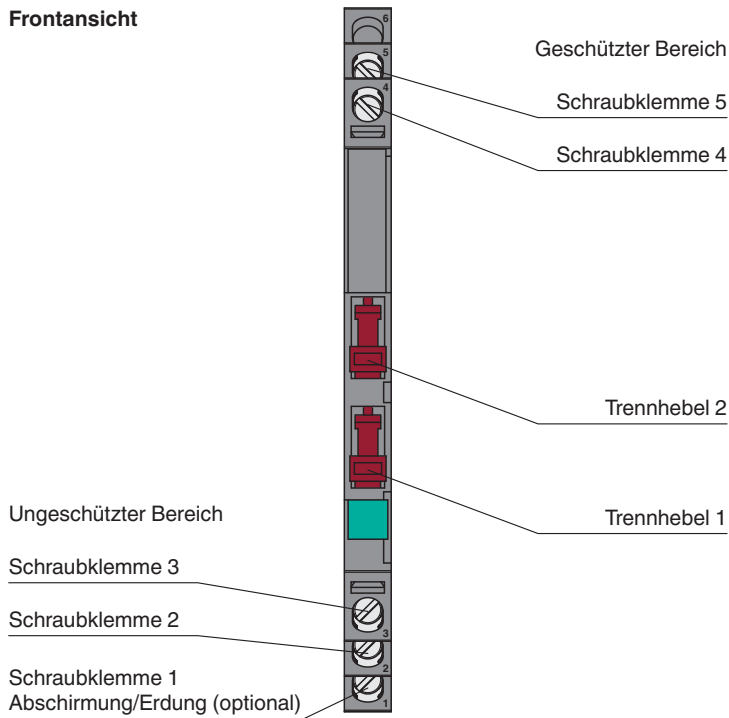 Frontansicht
6
5
Geschützter Bereich
4
Schraubklemme 5
Schraubklemme 4
Trennhebel 2
Ungeschützter Bereich
Trennhebel 1
Schraubklemme 3
Schraubklemme 2
3
2
Schraubklemme 1
Abschirmung/Erdung (optional)
1